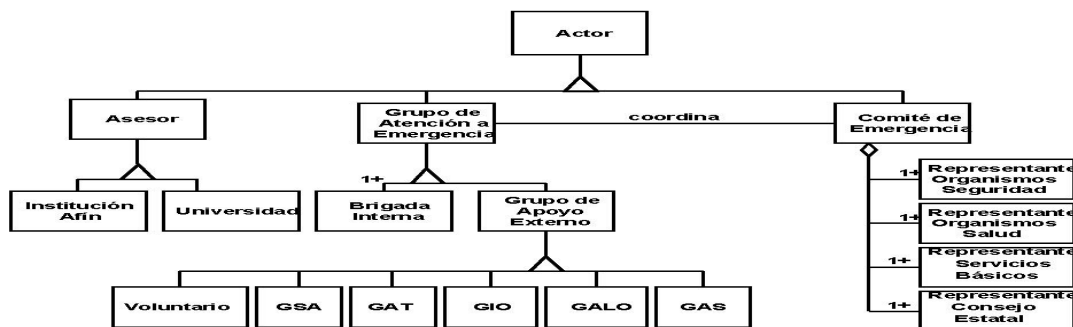 Actor
Asesor
Grupo de
Atención a
Emergencia
coordina
Comité de
Emergencia
Institución
Afín
Universidad
1+
Brigada
Interna
Grupo de
Apoyo
Externo
1+
Representante
Organismos
Seguridad
1+
Representante
Organismos
Salud
1+
Representante
Servicios
Básicos
1+
Representante
Consejo
Estatal
Voluntario
GSA
GAT
GIO
GALO
GAS